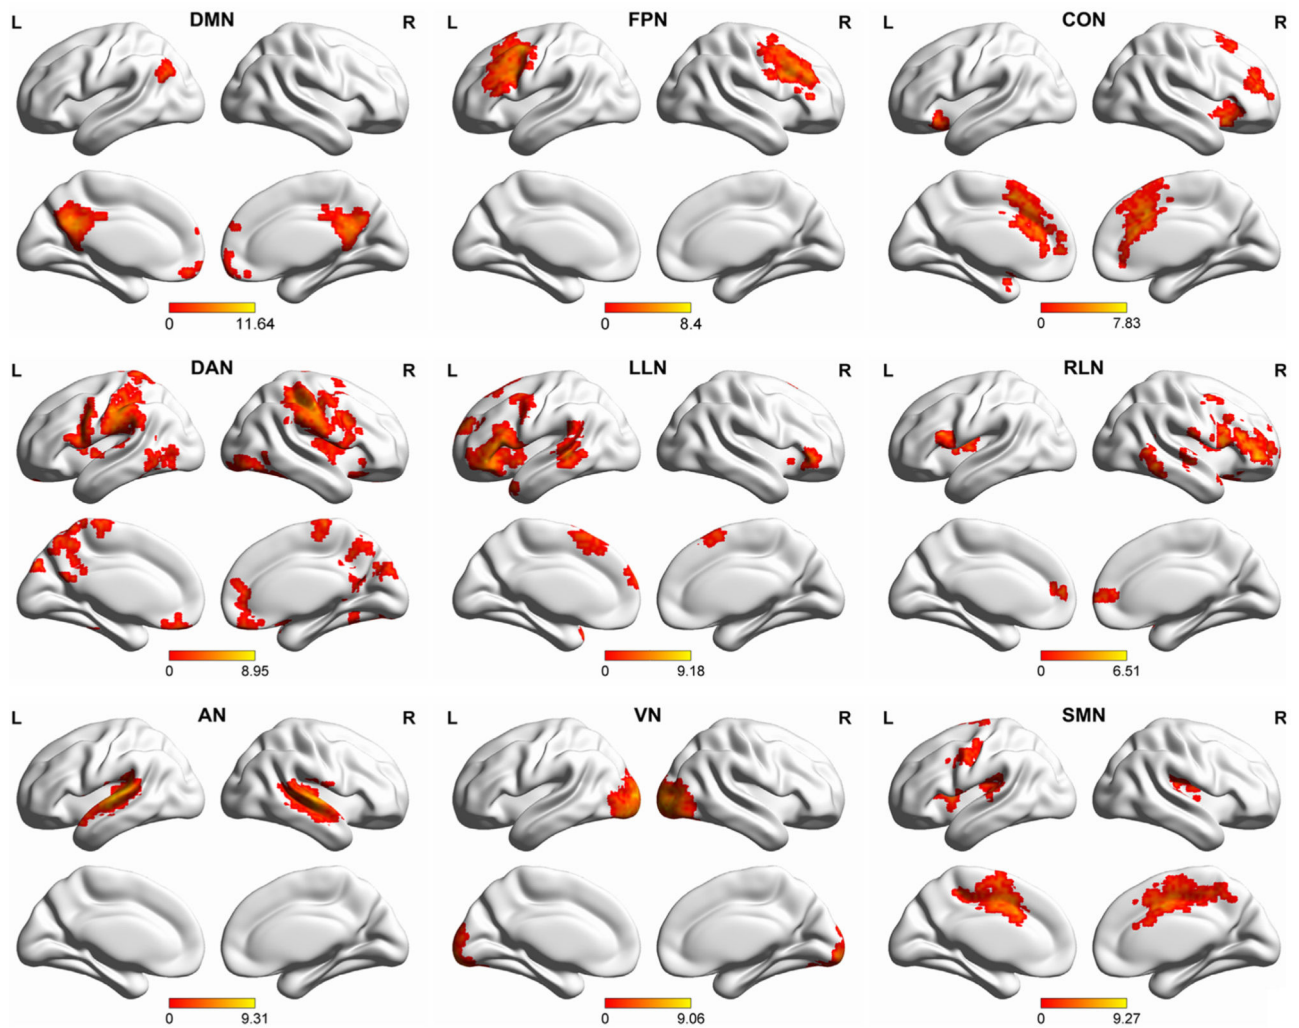 L DMN R
L FPN R
L CON R
0 11.64
0 8.4
0 7.83
L DAN R
L LLN R
L RLN R
0 8.95
0 9.18
0 6.51
L AN R
L VN R
L SMN R
0 9.31
0 9.06
0 9.27